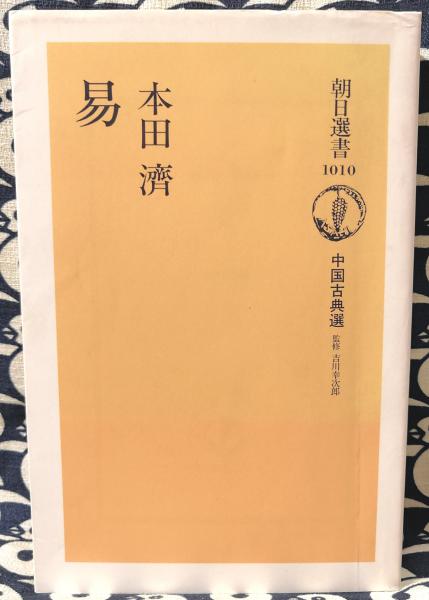 朝日選書
1010
中国古典選
監修 吉川幸次郎
本田 濟
易